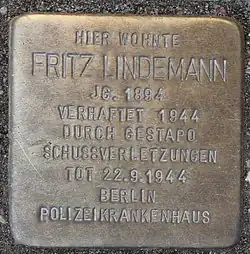 HIER WOHNTE
FRITZ LINDEMANN
JG. 1894
VERHAFTET 1944
DURCH GESTAPO
SCHUSSVERLETZUNGEN
TOT 22.9.1944
BERLIN
POLIZEIKRANKENHAUS